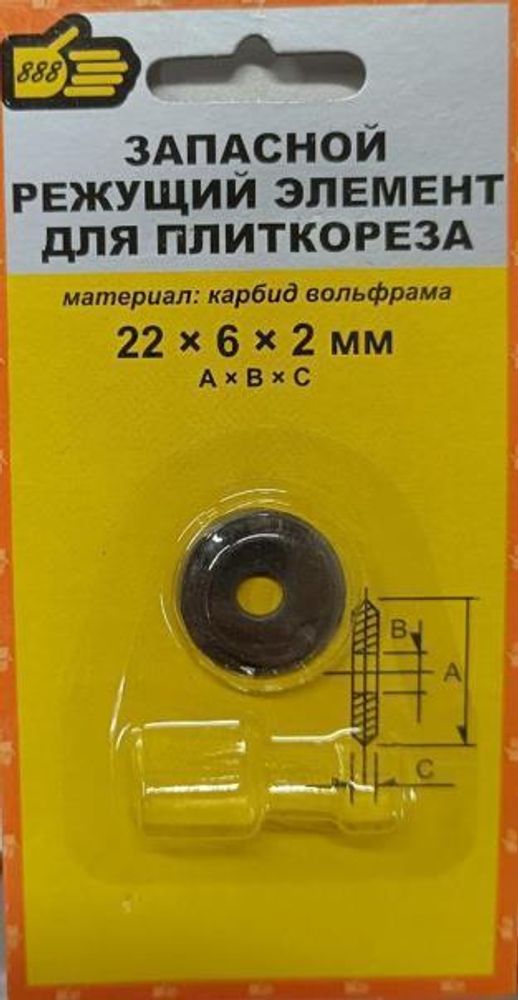 888
ЗАПАСНОЙ
РЕЖУЩИЙ ЭЛЕМЕНТ
ДЛЯ ПЛИТКОРЕЗА
материал: карбид вольфрама
22 × 6 × 2 мм
A × B × C
B
A
C